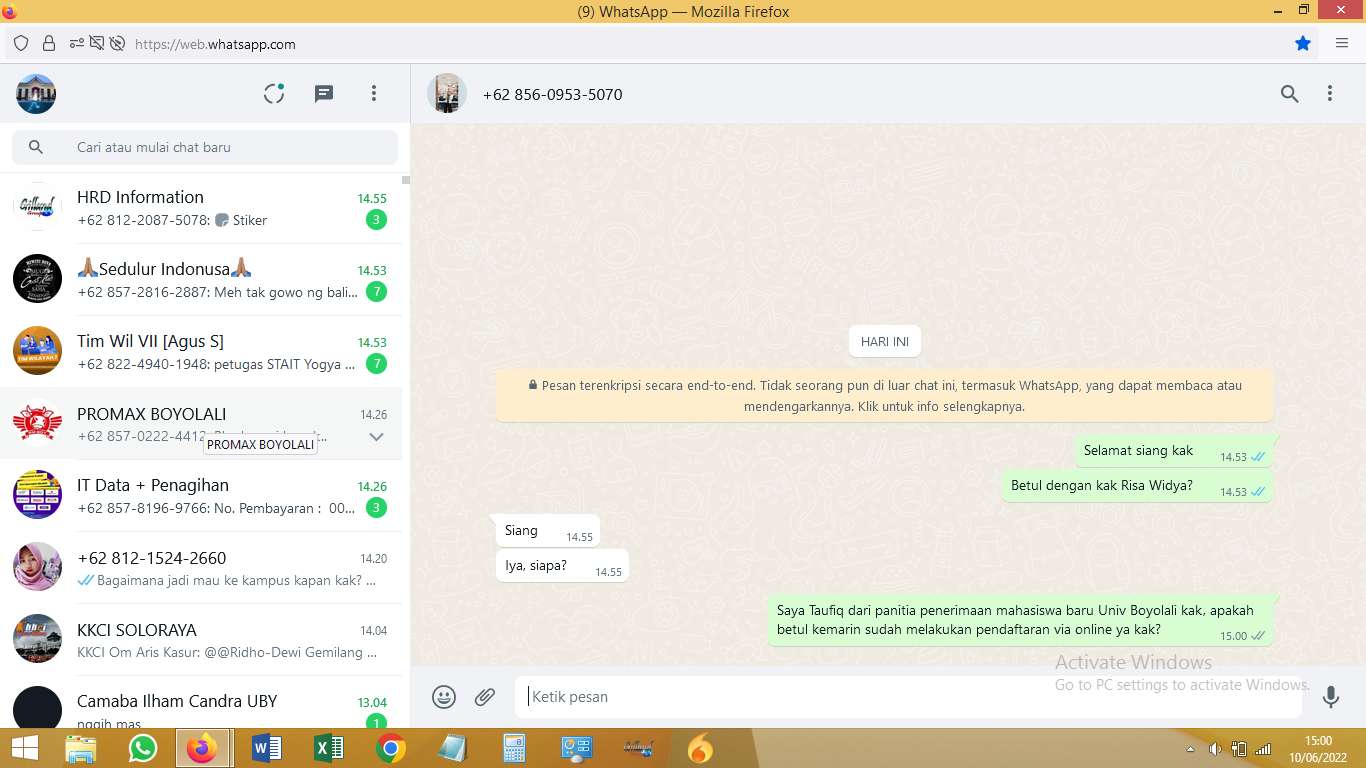 (9) WhatsApp — Mozilla Firefox
https://web.whatsapp.com
+62 856-0953-5070
Cari atau mulai chat baru
HRD Information
14.55
+62 812-2087-5078: Stiker
3
🙏🏽Sedulur Indonusa🙏🏽
14.53
+62 857-2816-2887: Meh tak gowo ng bali...
7
Tim Wil VII [Agus S]
14.53
+62 822-4940-1948: petugas STAIT Yogya ...
7
PROMAX BOYOLALI
14.26
+62 857-0222-4412:
PROMAX BOYOLALI
IT Data + Penagihan
14.26
+62 857-8196-9766: No. Pembayaran : 00...
3
+62 812-1524-2660
14.20
Bagaimana jadi mau ke kampus kapan kak? ...
KKCI SOLORAYA
14.04
KKCI Om Aris Kasur: @@Ridho-Dewi Gemilang ...
Camaba Ilham Candra UBY
13.04
nggih mas
1
HARI INI
Pesan terenkripsi secara end-to-end. Tidak seorang pun di luar chat ini, termasuk WhatsApp, yang dapat membaca atau
mendengarkannya. Klik untuk info selengkapnya.
Selamat siang kak
14.53
Betul dengan kak Risa Widya?
14.53
Siang
14.55
Iya, siapa?
14.55
Saya Taufiq dari panitia penerimaan mahasiswa baru Univ Boyolali kak, apakah
betul kemarin sudah melakukan pendaftaran via online ya kak?
15.00
Activate Windows
Go to PC settings to activate Windows.
Ketik pesan
15:00
10/06/2022